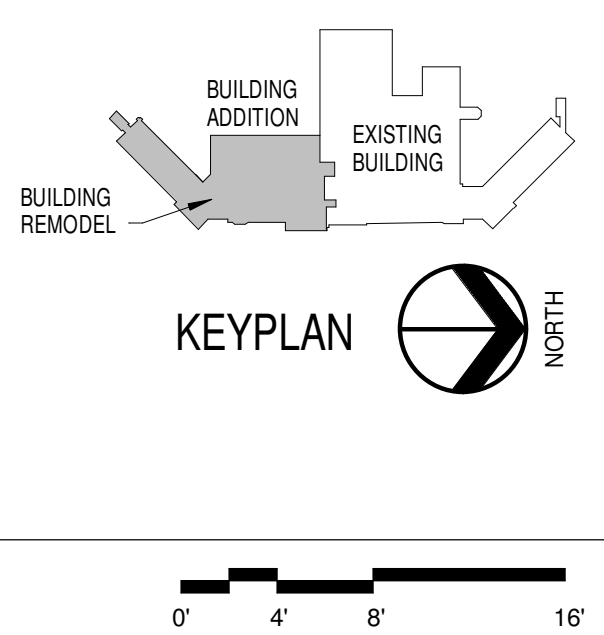 BUILDING
ADDITION
EXISTING
BUILDING
BUILDING
REMODEL
KEYPLAN
NORTH
0' 4' 8' 16'